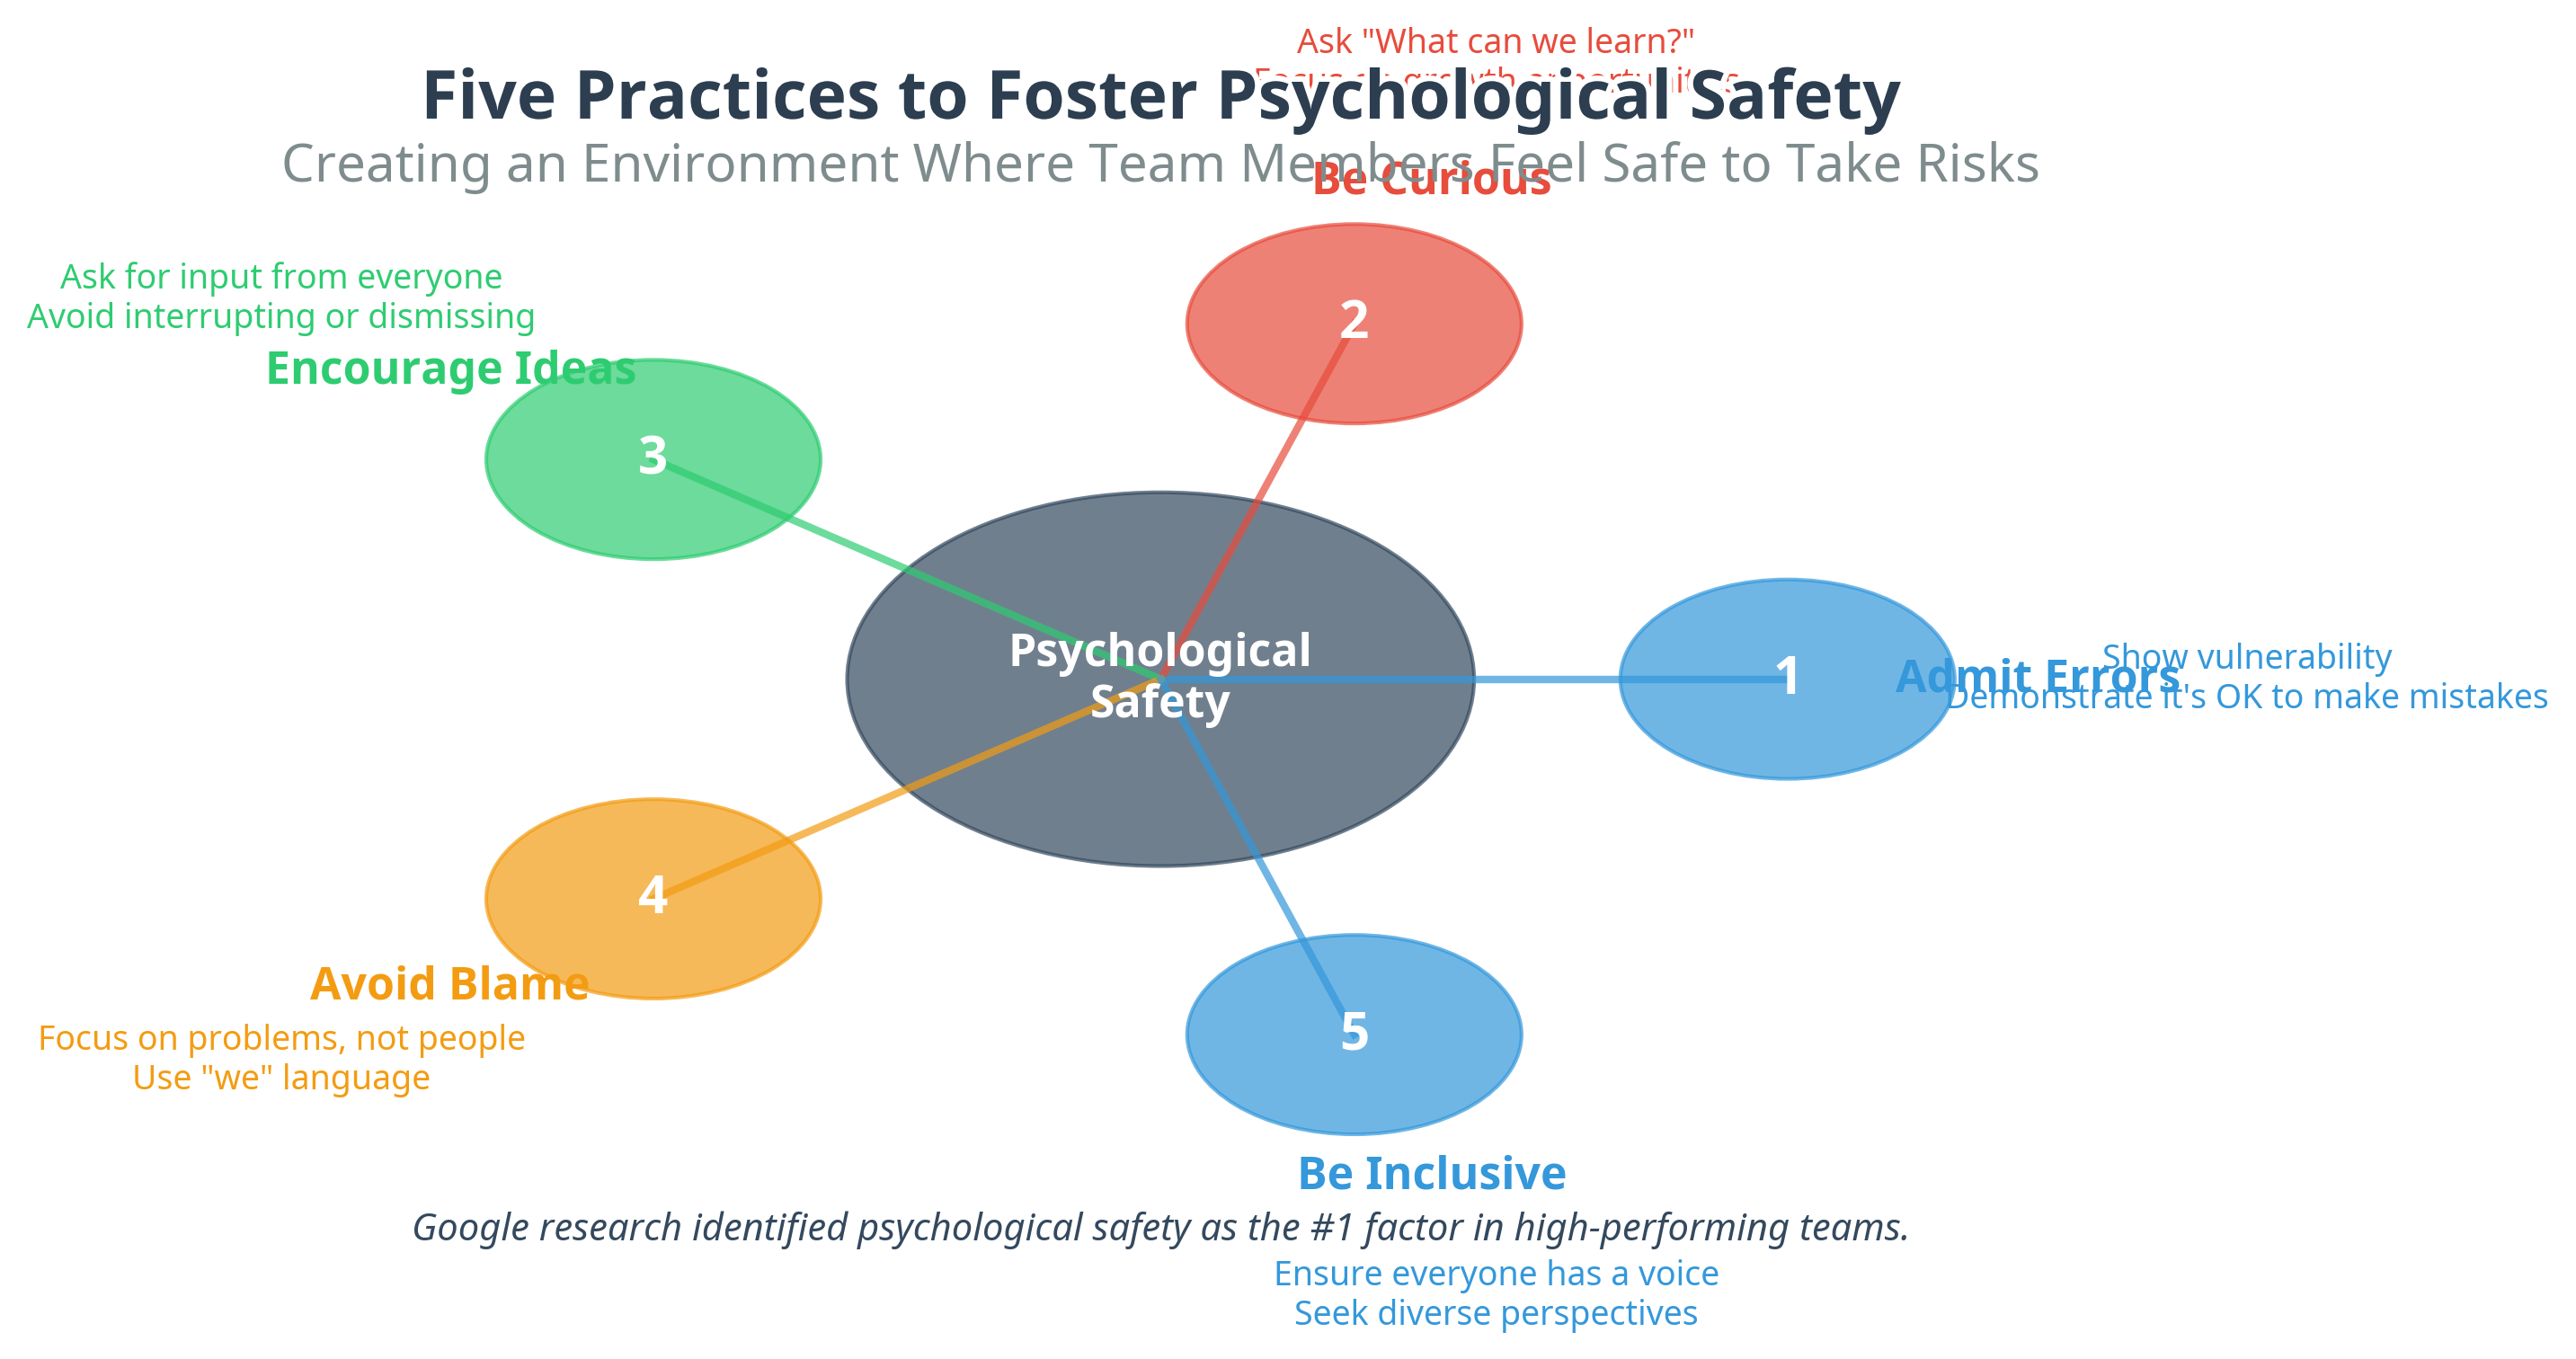 Ask "What can we learn?"
Focus on growth opportunities
Five Practices to Foster Psychological Safety
Creating an Environment Where Team Members Feel Safe to Take Risks
Be Curious
2
Ask for input from everyone
Avoid interrupting or dismissing
Encourage Ideas
3
Psychological
Safety
1
Admit Errors
Show vulnerability
Demonstrate it's OK to make mistakes
4
Avoid Blame
Focus on problems, not people
Use "we" language
5
Be Inclusive
Google research identified psychological safety as the #1 factor in high-performing teams.
Ensure everyone has a voice
Seek diverse perspectives